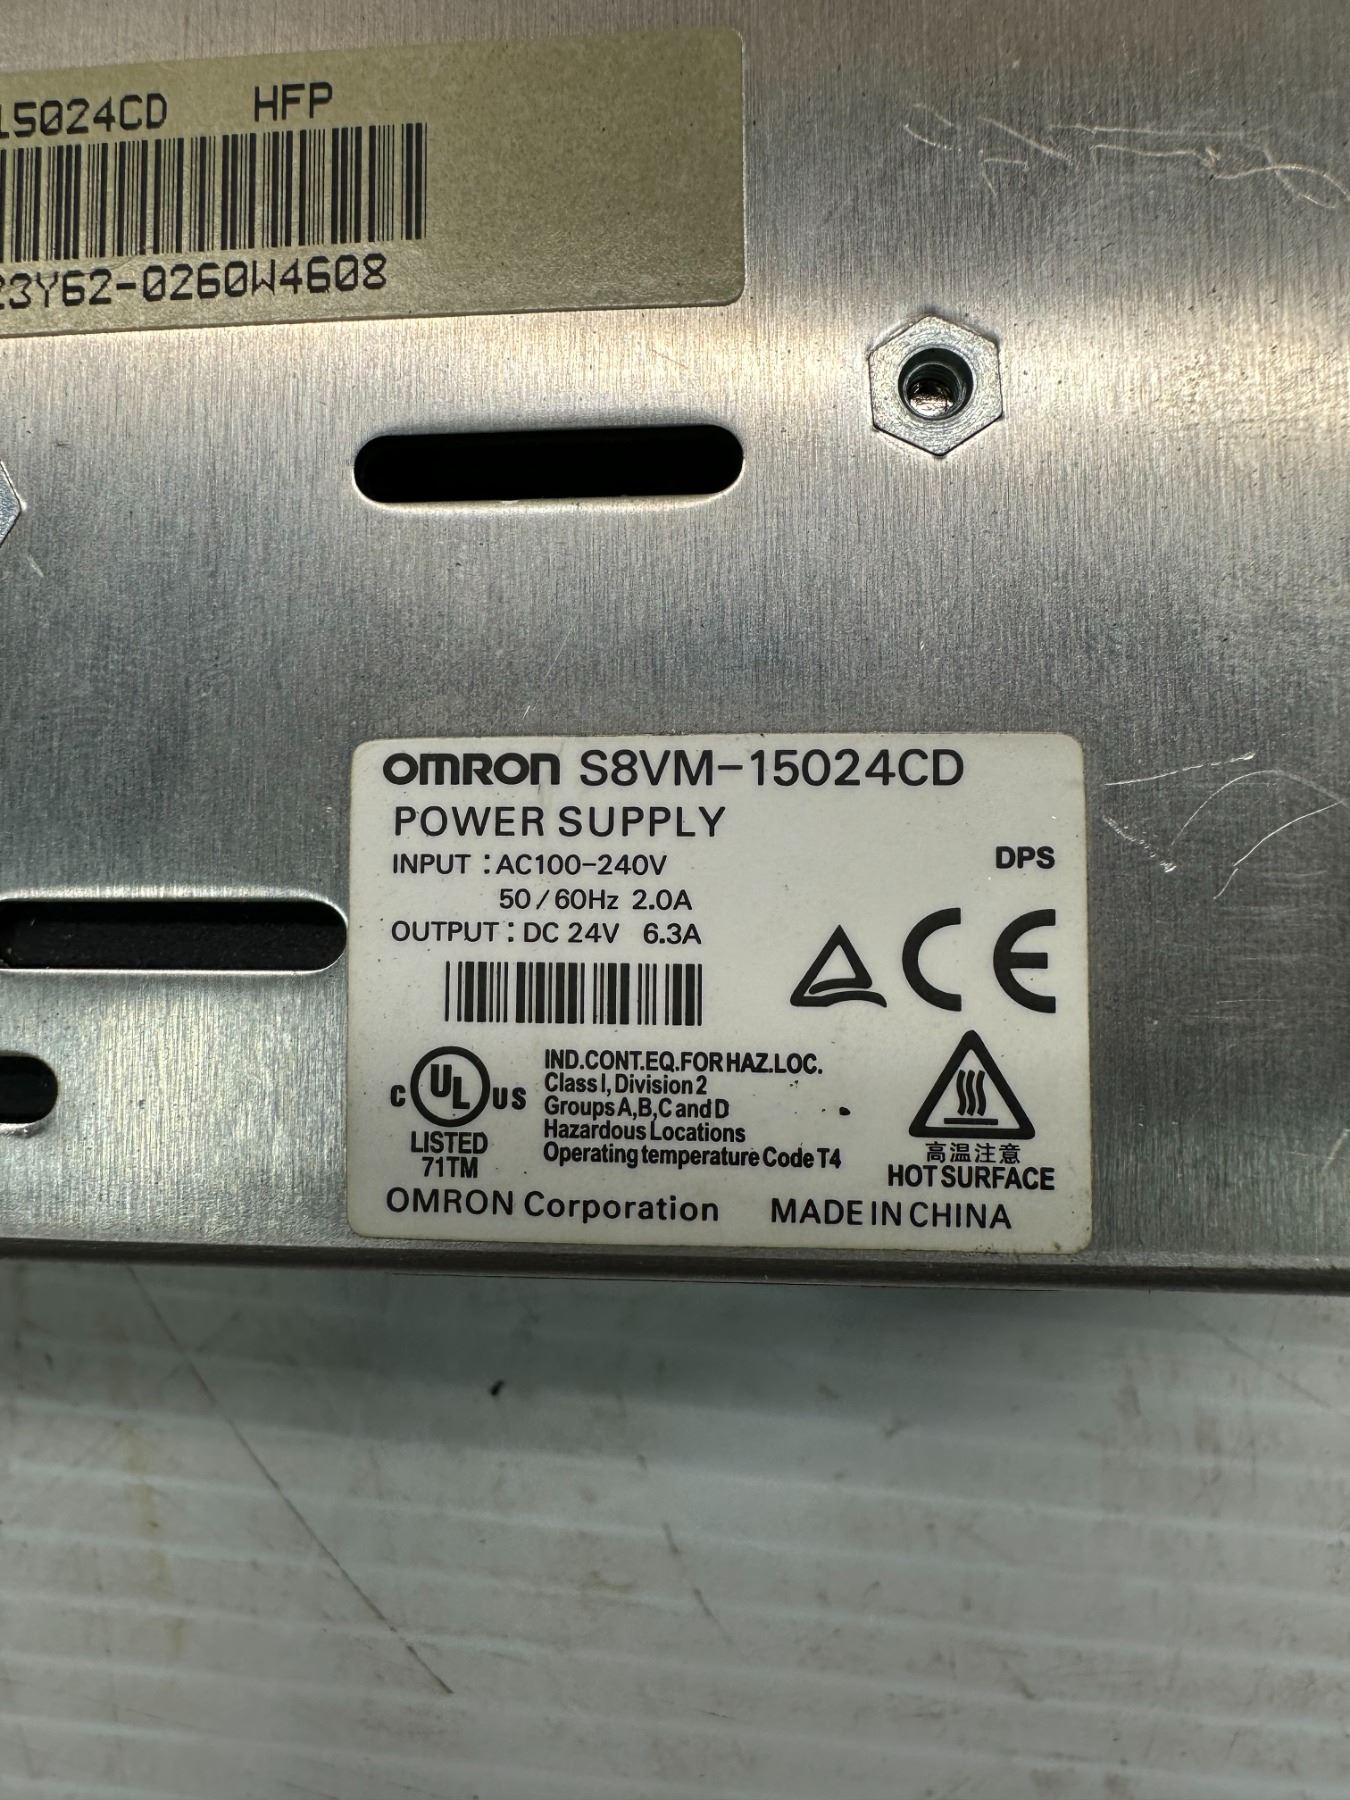 15024CD HFP
23Y62-0260W4608
OMRON S8VM-15024CD
POWER SUPPLY
INPUT : AC100-240V
50/60Hz 2.0A
OUTPUT : DC 24V 6.3A
DPS
CE
C UL US
LISTED
71TM
IND.CONT.EQ.FOR HAZ.LOC.
Class I, Division 2
Groups A,B,C and D
Hazardous Locations
Operating temperature Code T4
高温注意
HOT SURFACE
OMRON Corporation MADE IN CHINA